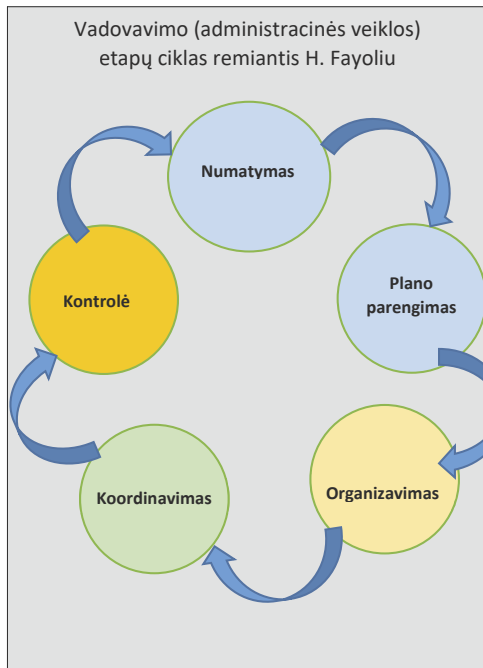 Vadovavimo (administracinės veiklos)
etapų ciklas remiantis H. Fayoliu
Numatymas
Plano
parengimas
Organizavimas
Koordinavimas
Kontrolė